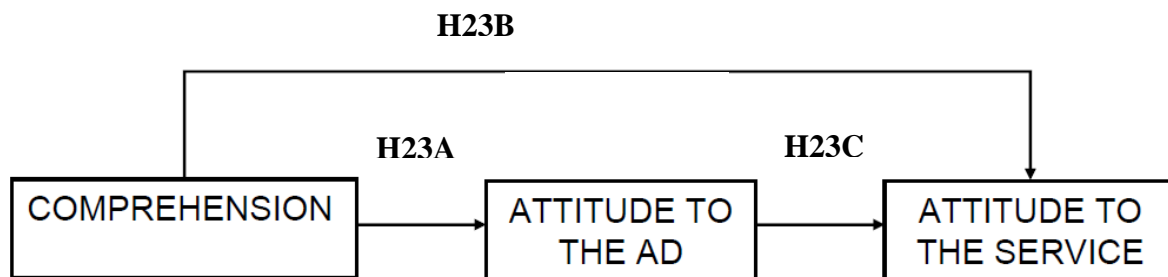 H23B
H23A
H23C
COMPREHENSION
ATTITUDE TO
THE AD
ATTITUDE TO
THE SERVICE